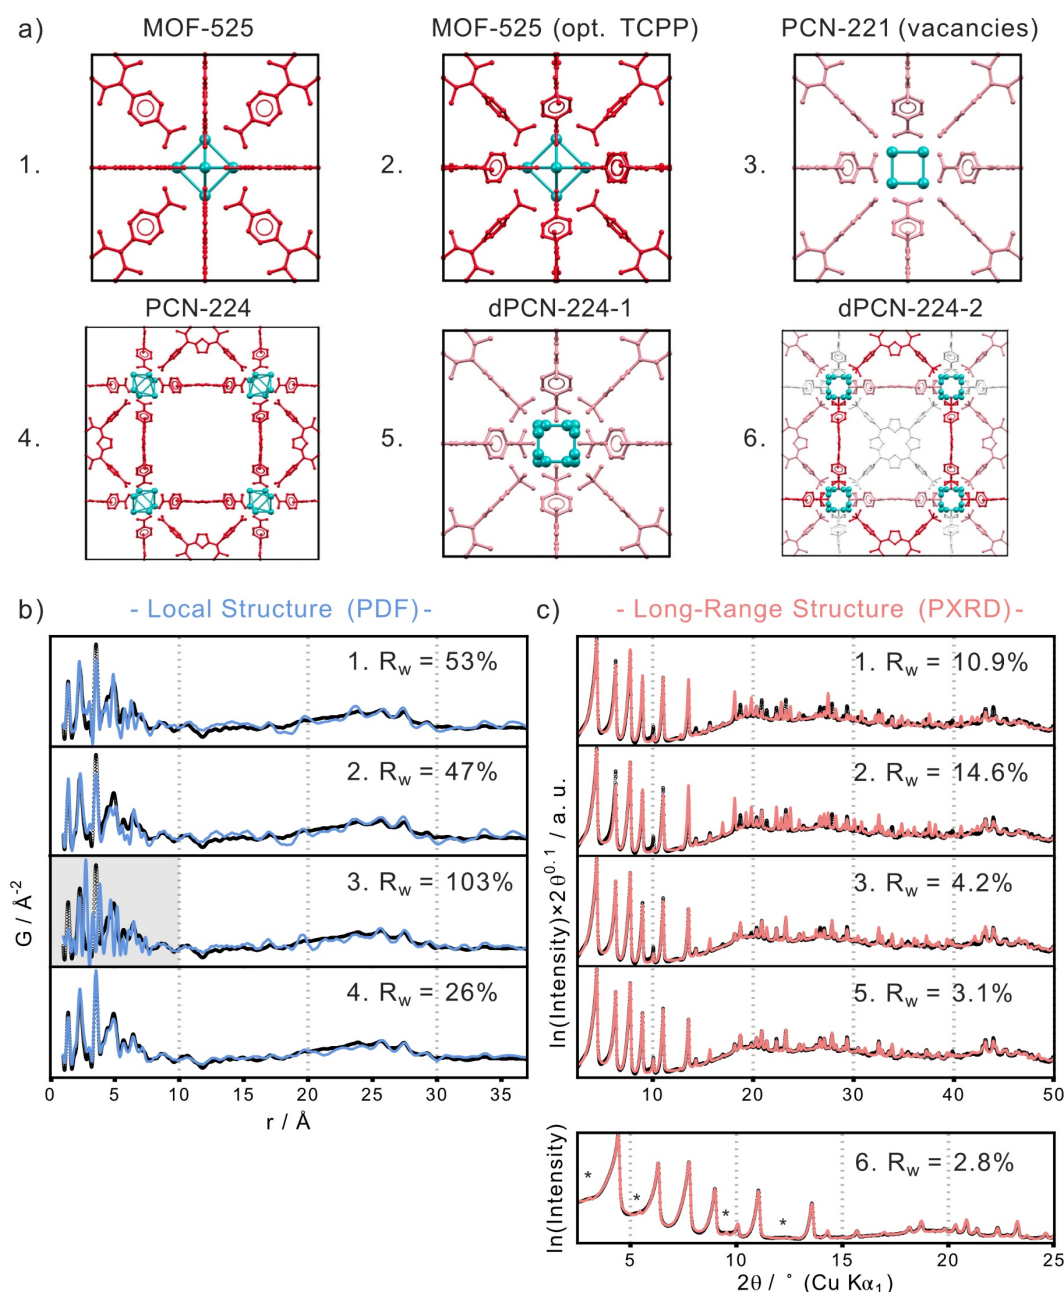 a)
MOF-525
MOF-525 (opt. TCPP)
PCN-221 (vacancies)
1.
2.
3.
PCN-224
dPCN-224-1
dPCN-224-2
4.
5.
6.
b)
- Local Structure (PDF) -
c)
- Long-Range Structure (PXRD) -
1. Rw = 53%
2. Rw = 47%
3. Rw = 103%
4. Rw = 26%
G / Å-2
0 5 10 15 20 25 30 35
r / Å
1. Rw = 10.9%
2. Rw = 14.6%
3. Rw = 4.2%
5. Rw = 3.1%
ln(Intensity)×2θ0.1 / a. u.
10 20 30 40 50
6. Rw = 2.8%
* * * *
ln(Intensity)
5 10 15 20 25
2θ / ° (Cu Kα1)